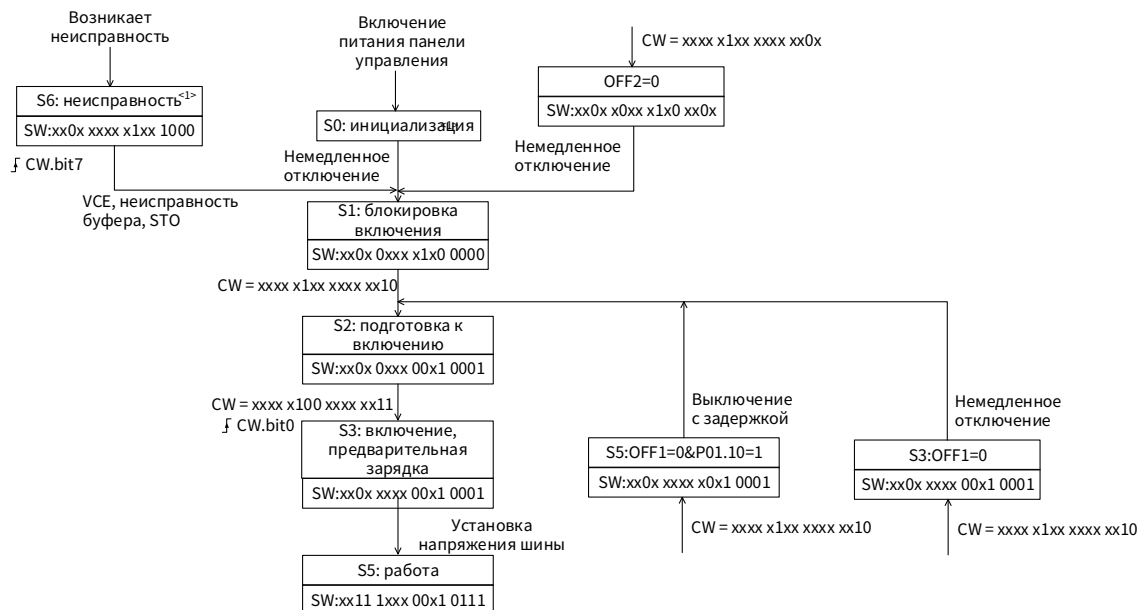 Возникает
неисправность
S6: неисправность<1>
SW:xx0x xxxx x1xx 1000
CW.bit7
VCE, неисправность
буфера, STO
Включение
питания панели
управления
S0: инициализация
Немедленное
отключение
CW = xxxx x1xx xxxx xx0x
OFF2=0
SW:xx0x x0xx x1x0 xx0x
Немедленное
отключение
S1: блокировка
включения
SW:xx0x 0xxx x1x0 0000
CW = xxxx x1xx xxxx xx10
S2: подготовка к
включению
SW:xx0x 0xxx 00x1 0001
CW = xxxx x100 xxxx xx11
CW.bit0
S3: включение,
предварительная
зарядка
SW:xx0x xxxx 00x1 0001
Установка
напряжения шины
S5: работа
SW:xx11 1xxx 00x1 0111
Выключение
с задержкой
S5:OFF1=0&P01.10=1
SW:xx0x xxxx x0x1 0001
CW = xxxx x1xx xxxx xx10
Немедленное
отключение
S3:OFF1=0
SW:xx0x xxxx 00x1 0001
CW = xxxx x1xx xxxx xx10